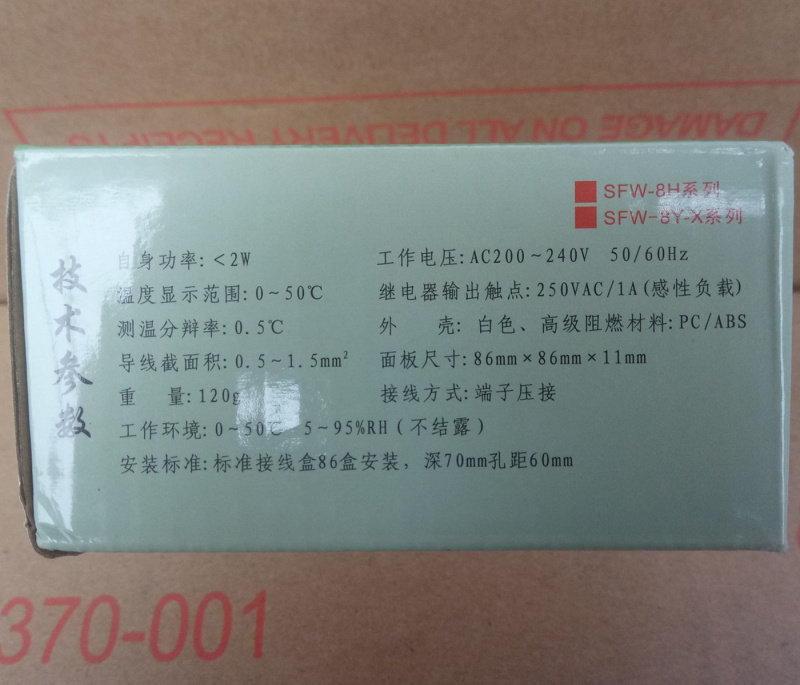 DAMAGE ON ALL DELIVERY RECEIPTS
SFW-8H系列
SFW-8Y-X系列
技术参数
自身功率:<2W 工作电压:AC200~240V 50/60Hz
温度显示范围:0~50℃ 继电器输出触点:250VAC/1A(感性负载)
测温分辩率:0.5℃ 外 壳: 白色、高级阻燃材料:PC/ABS
导线截面积:0.5~1.5mm² 面板尺寸:86mm×86mm×11mm
重 量:120g 接线方式:端子压接
工作环境:0~50℃ 5~95%RH(不结露)
安装标准:标准接线盒86盒安装,深70mm孔距60mm
370-001